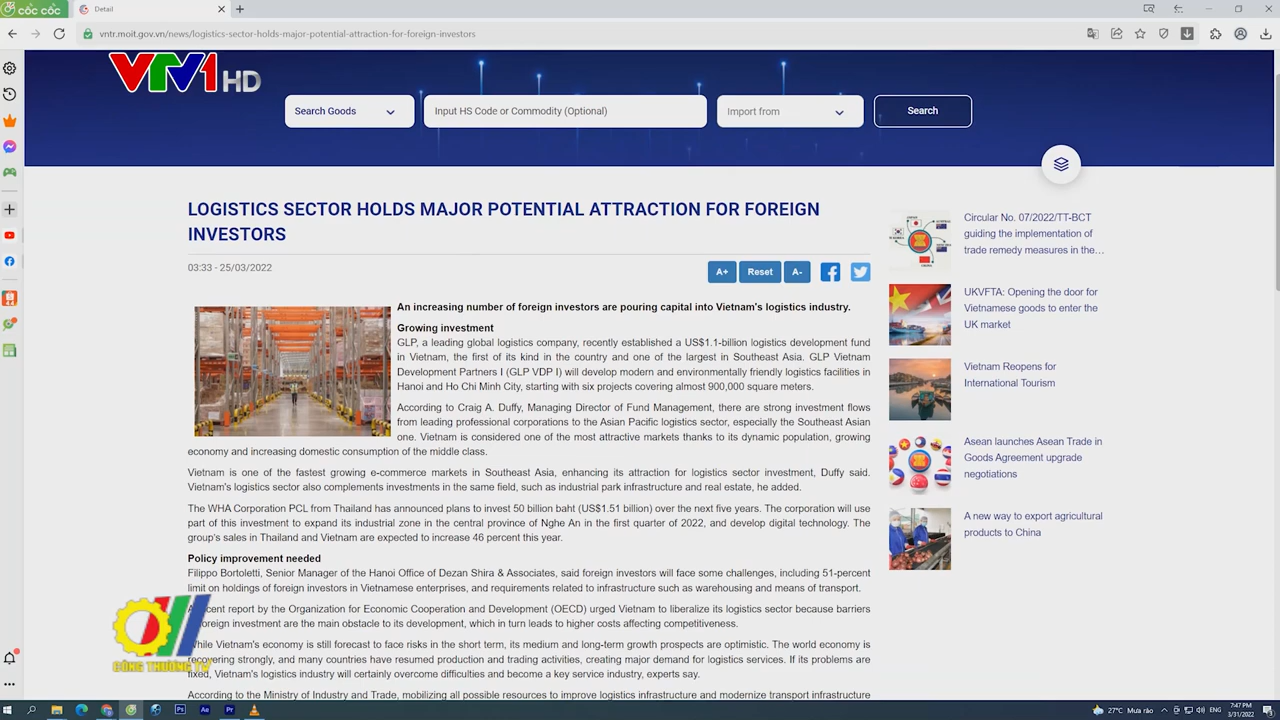 cốc cốc
Detail
vntr.moit.gov.vn/news/logistics-sector-holds-major-potential-attraction-for-foreign-investors
VTV1 HD
Search Goods
Input HS Code or Commodity (Optional)
Import from
Search
LOGISTICS SECTOR HOLDS MAJOR POTENTIAL ATTRACTION FOR FOREIGN
INVESTORS
03:33 - 25/03/2022
A+
Reset
A-
An increasing number of foreign investors are pouring capital into Vietnam's logistics industry.
Growing investment
GLP, a leading global logistics company, recently established a US$1.1-billion logistics development fund
in Vietnam, the first of its kind in the country and one of the largest in Southeast Asia. GLP Vietnam
Development Partners I (GLP VDP I) will develop modern and environmentally friendly logistics facilities in
Hanoi and Ho Chi Minh City, starting with six projects covering almost 900,000 square meters.
According to Craig A. Duffy, Managing Director of Fund Management, there are strong investment flows
from leading professional corporations to the Asian Pacific logistics sector, especially the Southeast Asian
one. Vietnam is considered one of the most attractive markets thanks to its dynamic population, growing
economy and increasing domestic consumption of the middle class.
Vietnam is one of the fastest growing e-commerce markets in Southeast Asia, enhancing its attraction for logistics sector investment, Duffy said.
Vietnam's logistics sector also complements investments in the same field, such as industrial park infrastructure and real estate, he added.
The WHA Corporation PCL from Thailand has announced plans to invest 50 billion baht (US$1.51 billion) over the next five years. The corporation will use
part of this investment to expand its industrial zone in the central province of Nghe An in the first quarter of 2022, and develop digital technology. The
group's sales in Thailand and Vietnam are expected to increase 46 percent this year.
Policy improvement needed
Filippo Bortoletti, Senior Manager of the Hanoi Office of Dezan Shira & Associates, said foreign investors will face some challenges, including 51-percent
limit on holdings of foreign investors in Vietnamese enterprises, and requirements related to infrastructure such as warehousing and means of transport.
cent report by the Organization for Economic Cooperation and Development (OECD) urged Vietnam to liberalize its logistics sector because barriers
foreign investment are the main obstacle to its development, which in turn leads to higher costs affecting competitiveness.
While Vietnam's economy is still forecast to face risks in the short term, its medium and long-term growth prospects are optimistic. The world economy is
recovering strongly, and many countries have resumed production and trading activities, creating major demand for logistics services. If its problems are
fixed, Vietnam's logistics industry will certainly overcome difficulties and become a key service industry, experts say.
According to the Ministry of Industry and Trade, mobilizing all possible resources to improve logistics infrastructure and modernize transport infrastructure
Circular No. 07/2022/TT-BCT
guiding the implementation of
trade remedy measures in the…
UKVFTA: Opening the door for
Vietnamese goods to enter the
UK market
Vietnam Reopens for
International Tourism
Asean launches Asean Trade in
Goods Agreement upgrade
negotiations
A new way to export agricultural
products to China
CÔNG THƯƠNG TV
27°C Mưa rào
ENG
7:47 PM
3/31/2022